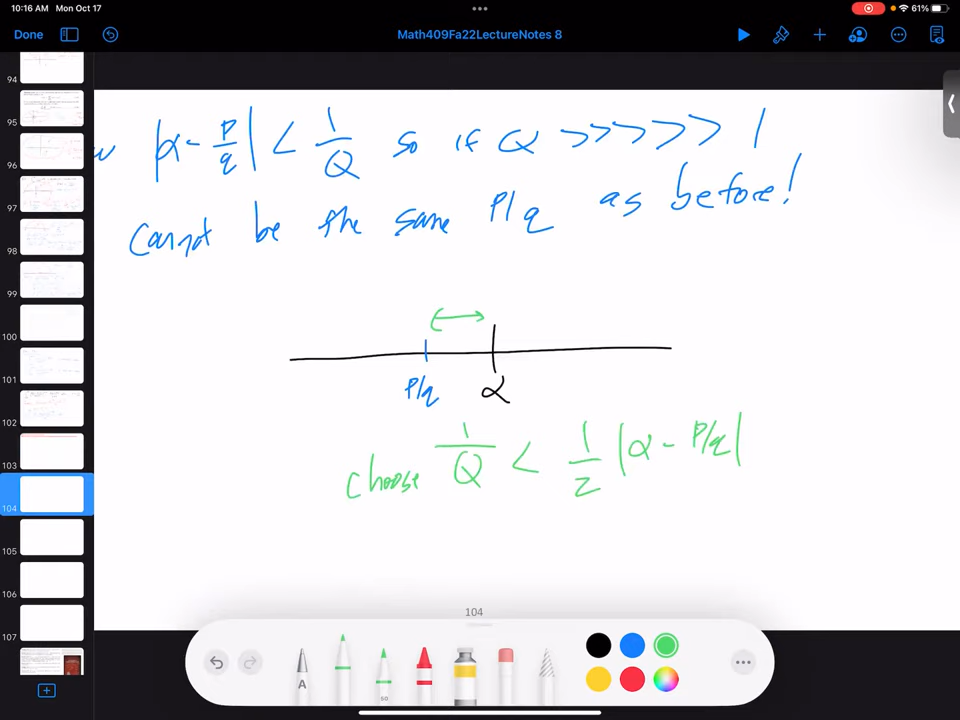 10:16 AM Mon Oct 17
61%
Done
Math409Fa22LectureNotes 8
94
95
96
97
98
99
100
101
102
103
104
105
106
107
w |α - p/q| < 1/Q so if Q >>>>> 1
cannot be the same P/q as before!
P/q α
choose 1/Q < 1/2 |α - P/q|
104
A
50